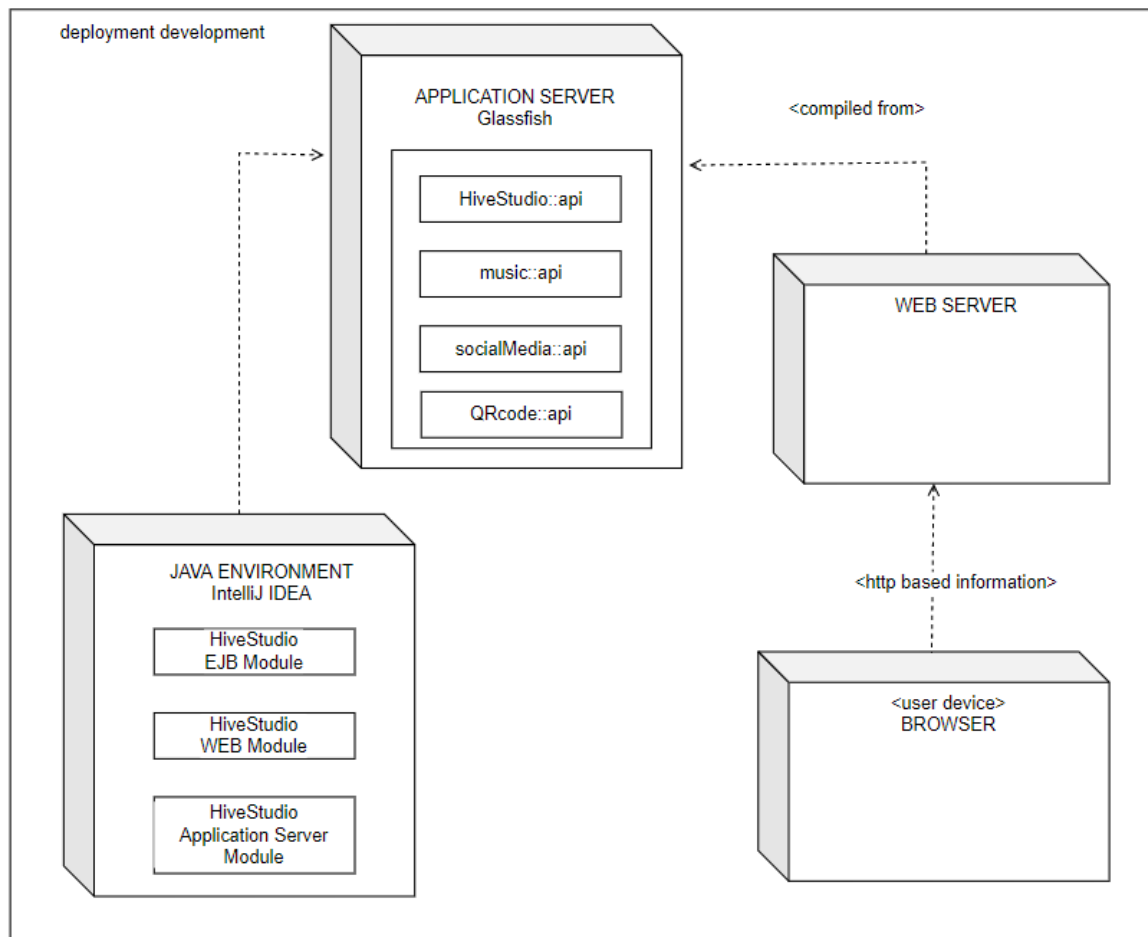 deployment development
APPLICATION SERVER
Glassfish
<compiled from>
HiveStudio::api
music::api
socialMedia::api
QRcode::api
WEB SERVER
JAVA ENVIRONMENT
IntelliJ IDEA
HiveStudio
EJB Module
HiveStudio
WEB Module
HiveStudio
Application Server
Module
<http based information>
<user device>
BROWSER